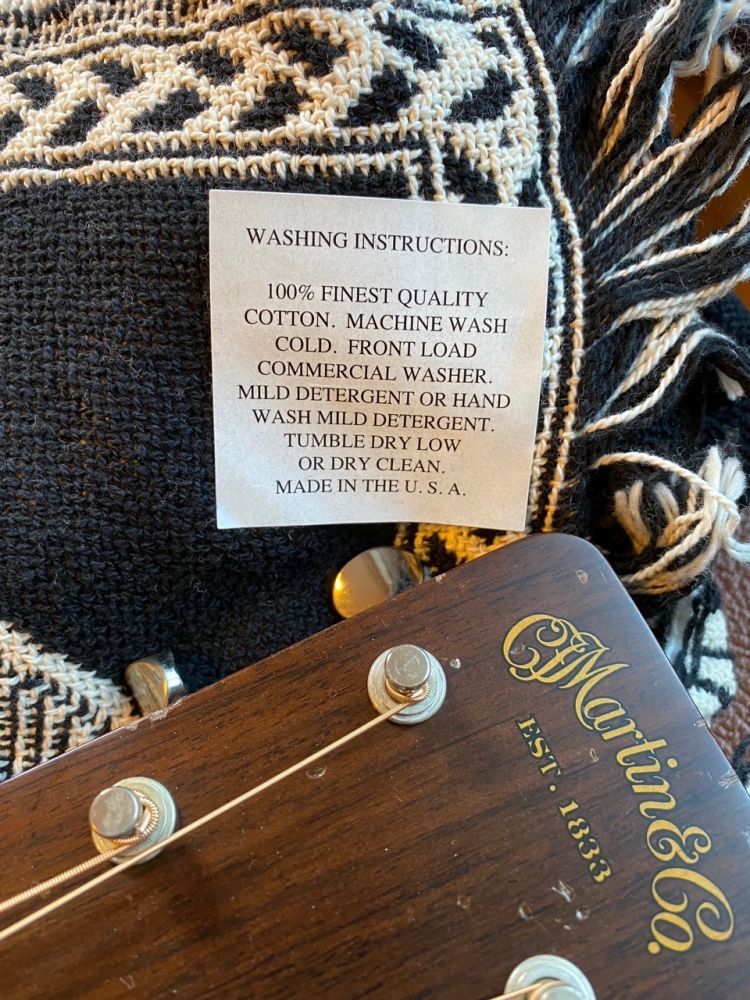 WASHING INSTRUCTIONS:
100% FINEST QUALITY
COTTON. MACHINE WASH
COLD. FRONT LOAD
COMMERCIAL WASHER.
MILD DETERGENT OR HAND
WASH MILD DETERGENT.
TUMBLE DRY LOW
OR DRY CLEAN.
MADE IN THE U. S. A.
CF Martin & Co.
EST. 1833